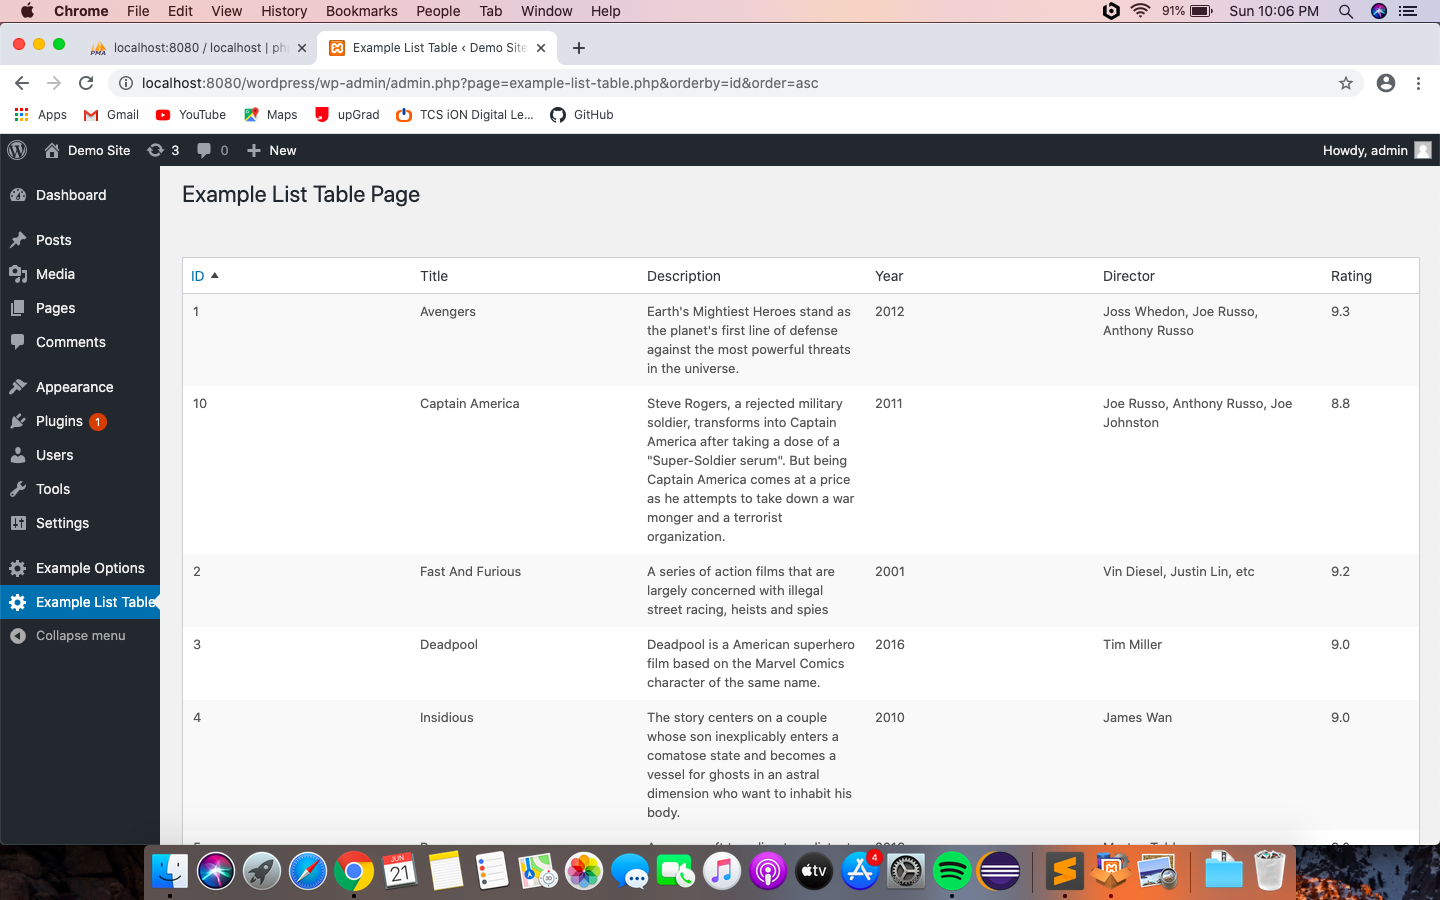 Chrome File Edit View History Bookmarks People Tab Window Help 91% Sun 10:06 PM
PMA localhost:8080 / localhost | ph Example List Table ‹ Demo Site
localhost:8080/wordpress/wp-admin/admin.php?page=example-list-table.php&orderby=id&order=asc
Apps Gmail YouTube Maps upGrad TCS iON Digital Le... GitHub
Demo Site 3 0 New Howdy, admin
Dashboard
Posts
Media
Pages
Comments
Appearance
Plugins 1
Users
Tools
Settings
Example Options
Example List Table
Collapse menu
Example List Table Page
ID Title Description Year Director Rating
1 Avengers Earth's Mightiest Heroes stand as 2012 Joss Whedon, Joe Russo, 9.3
the planet's first line of defense Anthony Russo
against the most powerful threats
in the universe.
10 Captain America Steve Rogers, a rejected military 2011 Joe Russo, Anthony Russo, Joe 8.8
soldier, transforms into Captain Johnston
America after taking a dose of a
"Super-Soldier serum". But being
Captain America comes at a price
as he attempts to take down a war
monger and a terrorist
organization.
2 Fast And Furious A series of action films that are 2001 Vin Diesel, Justin Lin, etc 9.2
largely concerned with illegal
street racing, heists and spies
3 Deadpool Deadpool is a American superhero 2016 Tim Miller 9.0
film based on the Marvel Comics
character of the same name.
4 Insidious The story centers on a couple 2010 James Wan 9.0
whose son inexplicably enters a
comatose state and becomes a
vessel for ghosts in an astral
dimension who want to inhabit his
body.
JUN
21
tv
4